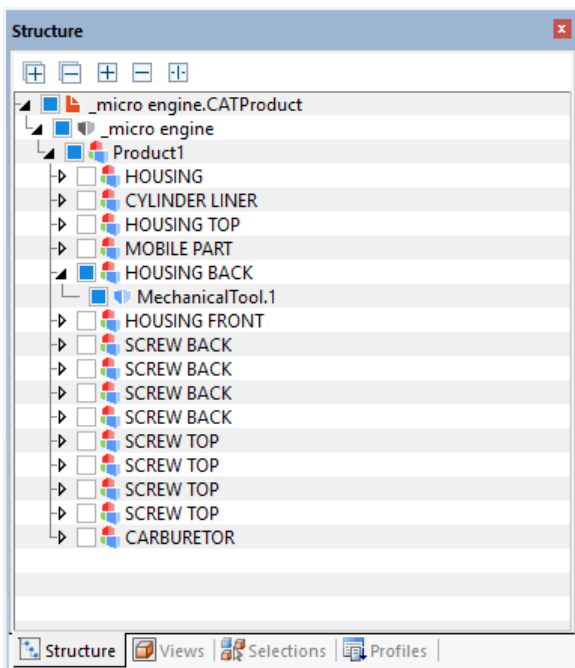 Structure
_micro engine.CATProduct
_micro engine
Product1
HOUSING
CYLINDER LINER
HOUSING TOP
MOBILE PART
HOUSING BACK
MechanicalTool.1
HOUSING FRONT
SCREW BACK
SCREW BACK
SCREW BACK
SCREW BACK
SCREW TOP
SCREW TOP
SCREW TOP
SCREW TOP
CARBURETOR
Structure Views Selections Profiles